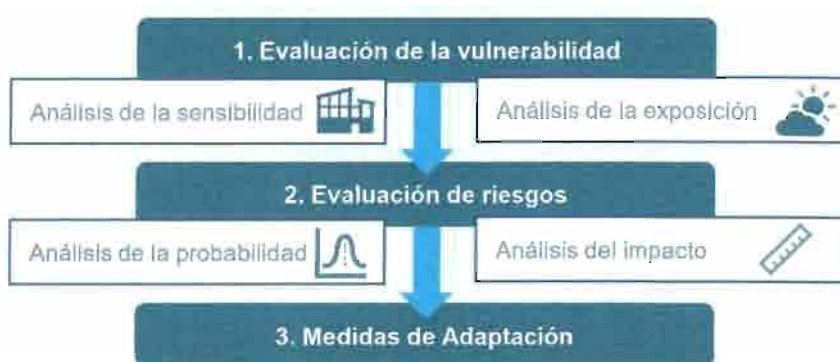 1. Evaluación de la vulnerabilidad
Análisis de la sensibilidad
Análisis de la exposición
2. Evaluación de riesgos
Análisis de la probabilidad
Análisis del impacto
3. Medidas de Adaptación